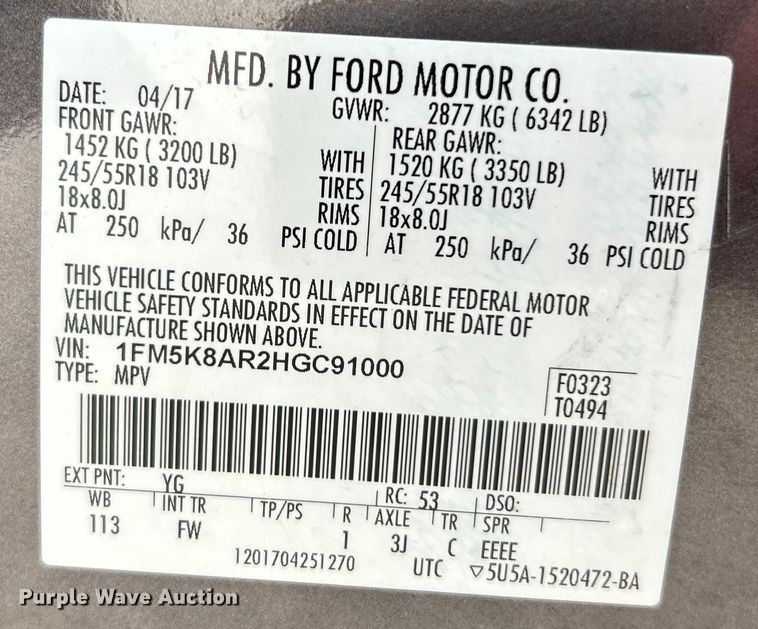 MFD. BY FORD MOTOR CO.
DATE: 04/17 GVWR: 2877 KG ( 6342 LB)
FRONT GAWR: REAR GAWR:
1452 KG ( 3200 LB) WITH 1520 KG ( 3350 LB) WITH
245/55R18 103V TIRES 245/55R18 103V TIRES
18x8.0J RIMS 18x8.0J RIMS
AT 250 kPa/ 36 PSI COLD AT 250 kPa/ 36 PSI COLD
THIS VEHICLE CONFORMS TO ALL APPLICABLE FEDERAL MOTOR
VEHICLE SAFETY STANDARDS IN EFFECT ON THE DATE OF
MANUFACTURE SHOWN ABOVE.
VIN: 1FM5K8AR2HGC91000
TYPE: MPV
F0323
T0494
EXT PNT: YG RC: 53 DSO:
WB INT TR TP/PS R AXLE TR SPR
113 FW 1 3J C EEEE
1201704251270 UTC ▽5U5A-1520472-BA
Purple Wave Auction